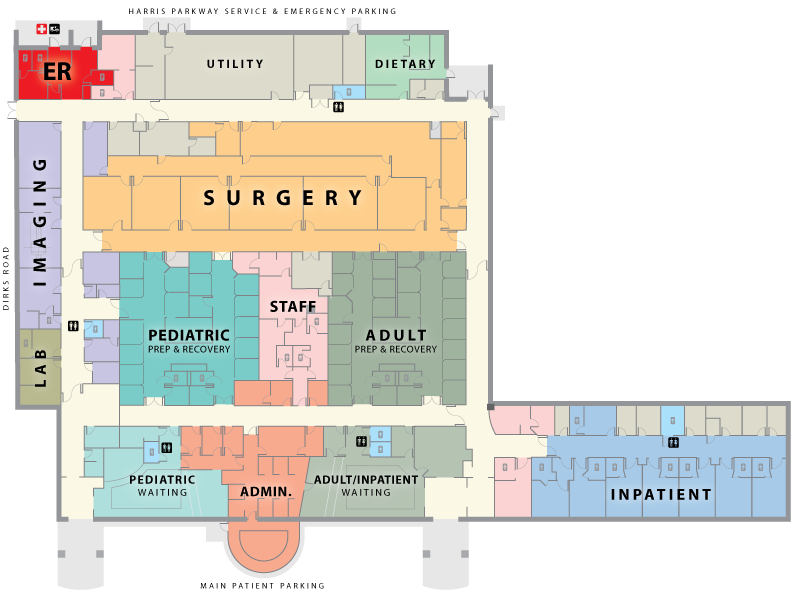 HARRIS PARKWAY SERVICE & EMERGENCY PARKING
ER
UTILITY
DIETARY
IMAGING
SURGERY
DIRKS ROAD
STAFF
PEDIATRIC
PREP & RECOVERY
ADULT
PREP & RECOVERY
LAB
PEDIATRIC
WAITING
ADMIN.
ADULT/INPATIENT
WAITING
INPATIENT
MAIN PATIENT PARKING